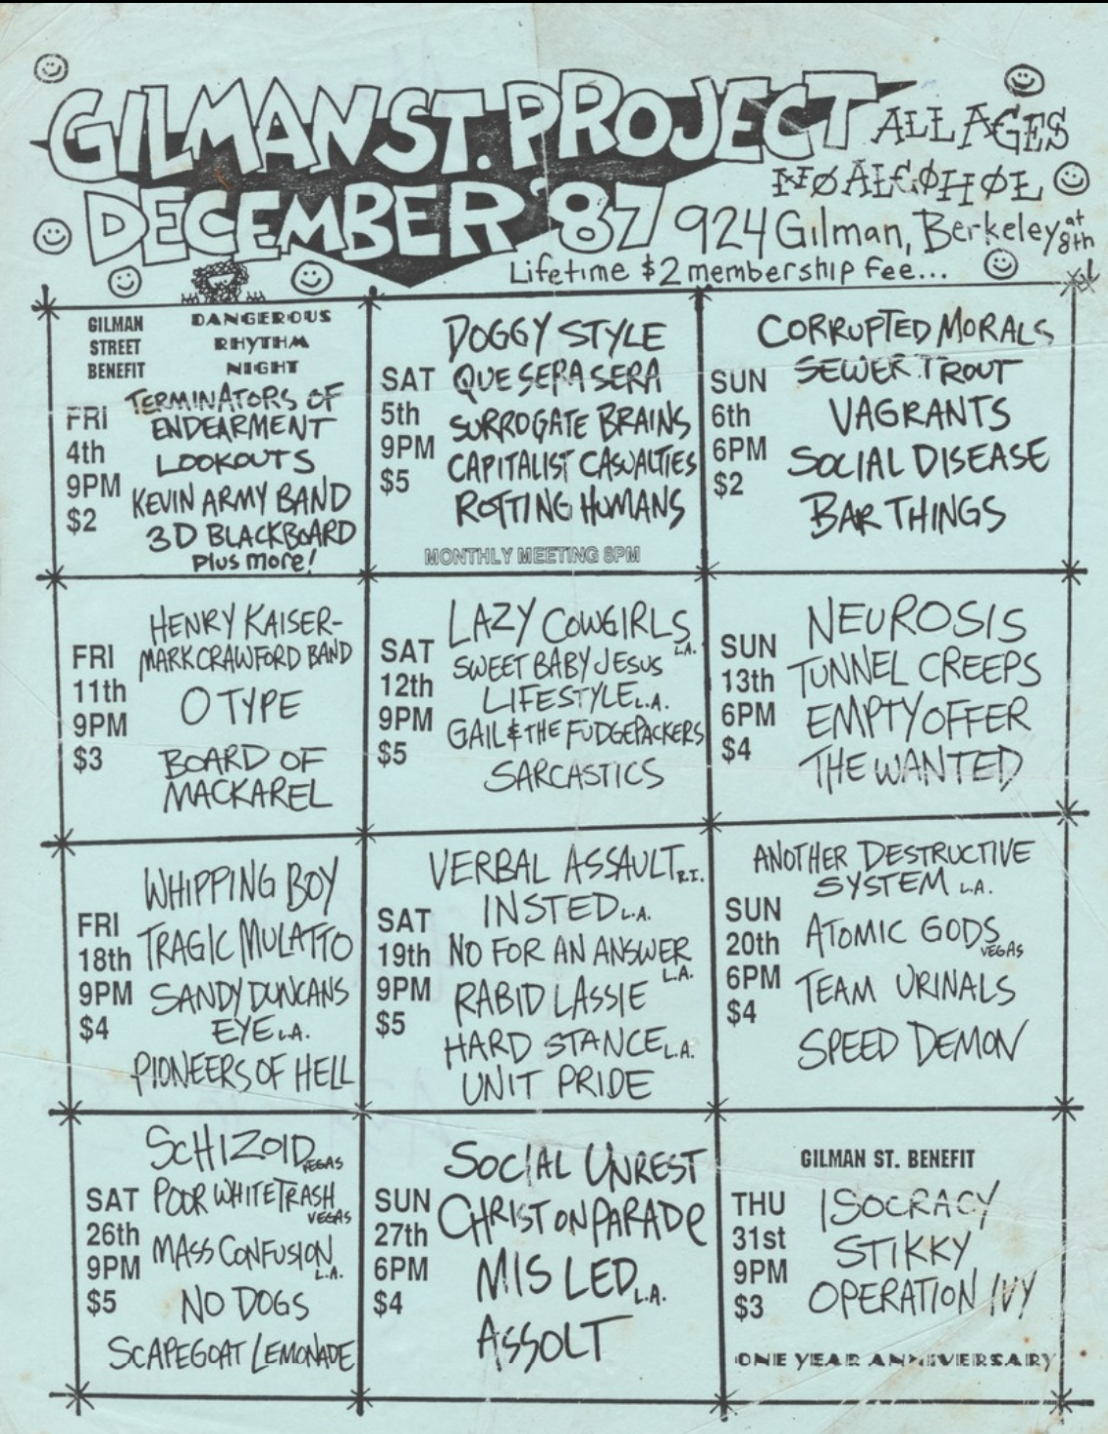 GILMAN ST. PROJECT
DECEMBER '87
ALL AGES
NO ALCOHOL
924 Gilman, Berkeley at 8th
Lifetime $2 membership fee...
GILMAN STREET BENEFIT
DANGEROUS RHYTHM NIGHT
FRI
4th
9PM
$2
TERMINATORS OF
ENDEARMENT
LOOKOUTS
KEVIN ARMY BAND
3D BLACKBOARD
plus more!
SAT
5th
9PM
$5
DOGGY STYLE
QUE SERA SERA
SURROGATE BRAINS
CAPITALIST CASUALTIES
ROTTING HUMANS
MONTHLY MEETING 8PM
SUN
6th
6PM
$2
CORRUPTED MORALS
SEWER TROUT
VAGRANTS
SOCIAL DISEASE
BAR THINGS
FRI
11th
9PM
$3
HENRY KAISER-
MARK CRAWFORD BAND
O TYPE
BOARD OF
MACKAREL
SAT
12th
9PM
$5
LAZY COWGIRLS L.A.
SWEET BABY JESUS
LIFESTYLE L.A.
GAIL & THE FUDGEPACKERS
SARCASTICS
SUN
13th
6PM
$4
NEUROSIS
TUNNEL CREEPS
EMPTY OFFER
THE WANTED
FRI
18th
9PM
$4
WHIPPING BOY
TRAGIC MULATTO
SANDY DUNCANS
EYE L.A.
PIONEERS OF HELL
SAT
19th
9PM
$5
VERBAL ASSAULT R.I.
INSTED L.A.
NO FOR AN ANSWER L.A.
RABID LASSIE
HARD STANCE L.A.
UNIT PRIDE
SUN
20th
6PM
$4
ANOTHER DESTRUCTIVE
SYSTEM L.A.
ATOMIC GODS VEGAS
TEAM URINALS
SPEED DEMON
SAT
26th
9PM
$5
SCHIZOID VEGAS
POOR WHITE TRASH VEGAS
MASS CONFUSION L.A.
NO DOGS
SCAPEGOAT LEMONADE
SUN
27th
6PM
$4
SOCIAL UNREST
CHRIST ON PARADE
MIS LED L.A.
ASSOLT
GILMAN ST. BENEFIT
THU
31st
9PM
$3
ISOCRACY
STIKKY
OPERATION IVY
ONE YEAR ANNIVERSARY